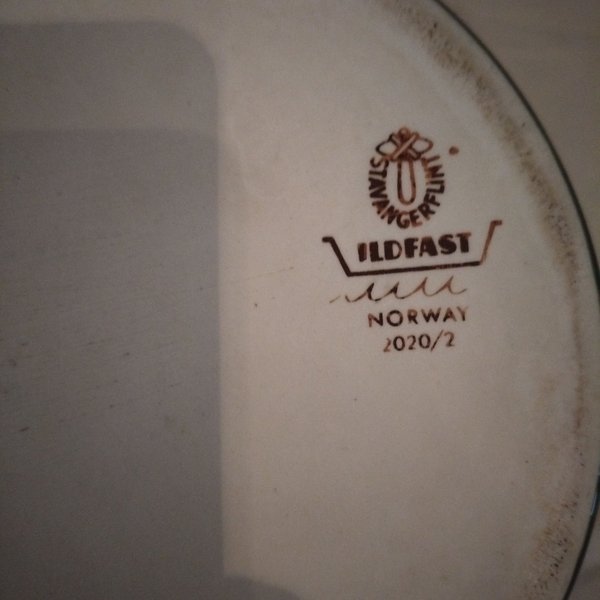 STAVANGERFLINT
ILDFAST
NORWAY
2020/2